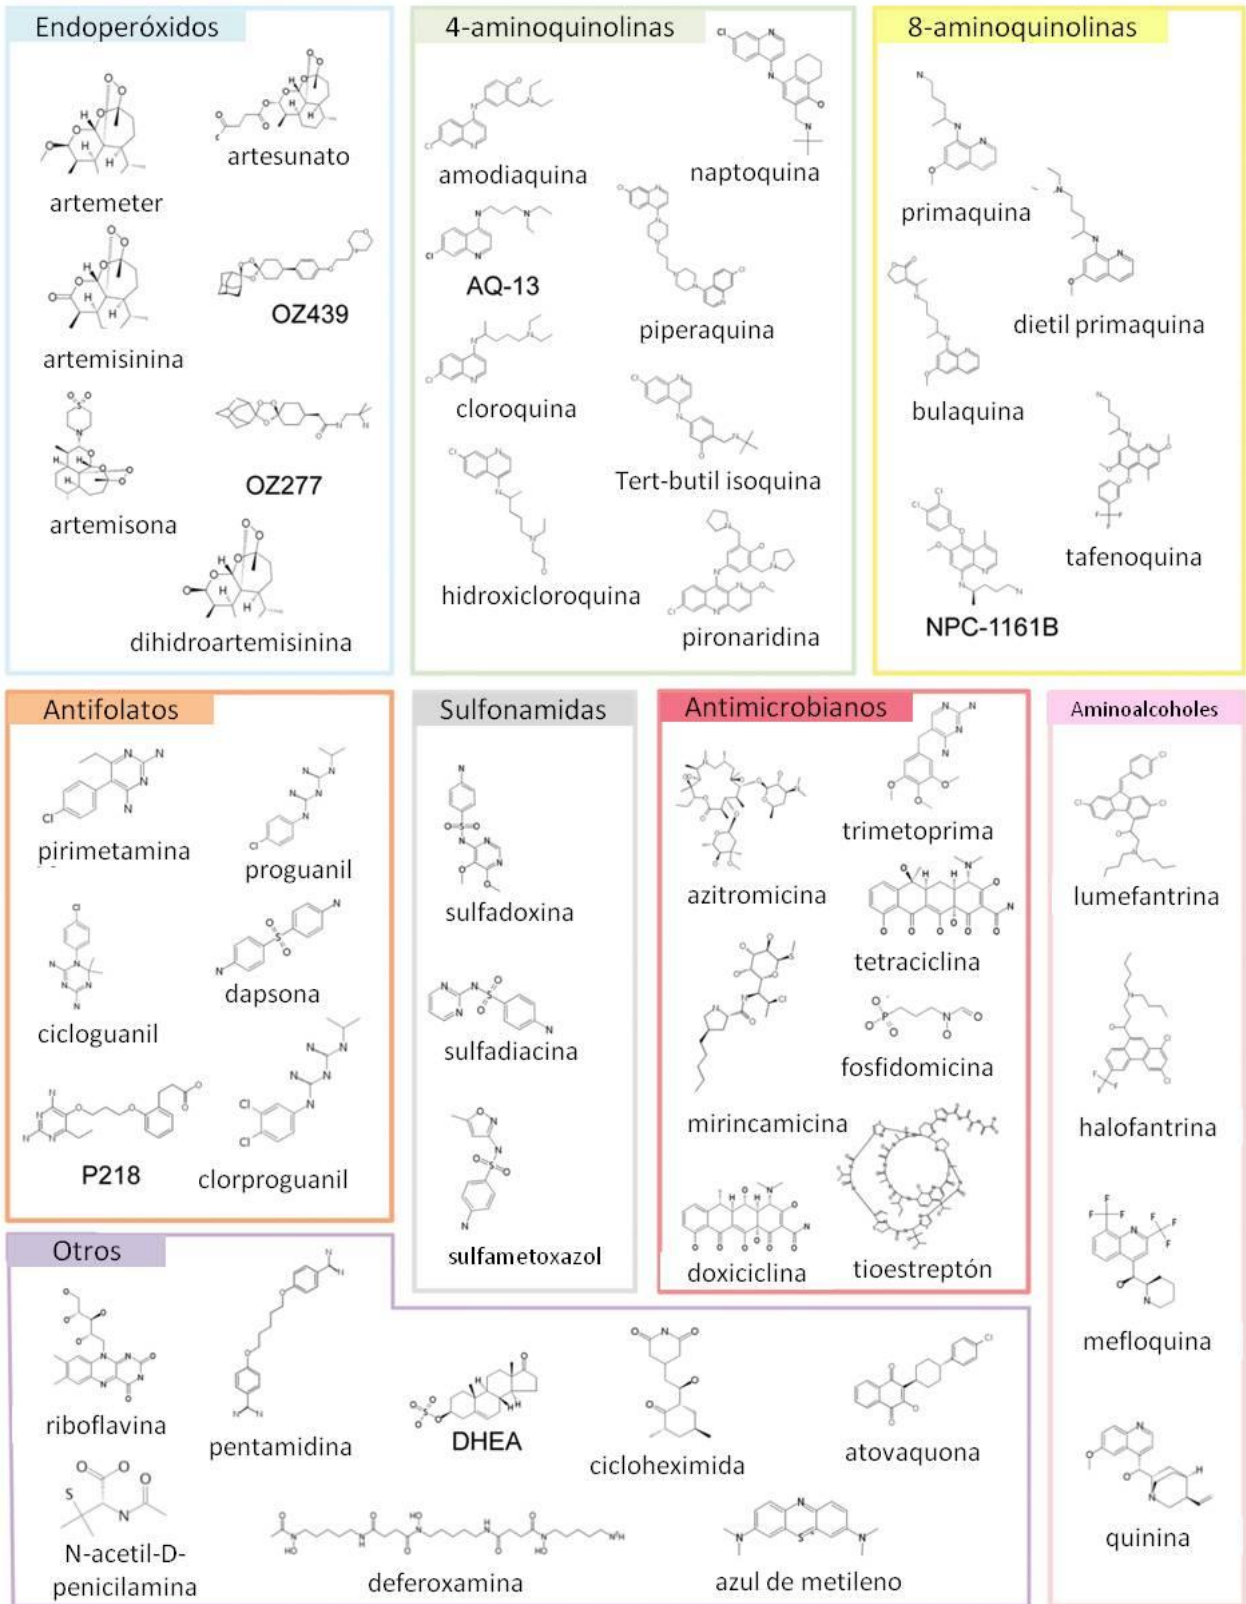 Endoperóxidos
artemeter
artesunato
artemisinina
OZ439
artemisona
OZ277
dihidroartemisinina
4-aminoquinolinas
amodiaquina
naptoquina
AQ-13
piperaquina
cloroquina
Tert-butil isoquina
hidroxicloroquina
pironaridina
8-aminoquinolinas
primaquina
dietil primaquina
bulaquina
tafenoquina
NPC-1161B
Antifolatos
pirimetamina
proguanil
cicloguanil
dapsona
P218
clorproguanil
Sulfonamidas
sulfadoxina
sulfadiacina
sulfametoxazol
Antimicrobianos
azitromicina
trimetoprima
tetraciclina
mirincamicina
fosfidomicina
doxiciclina
tioestreptón
Aminoalcoholes
lumefantrina
halofantrina
mefloquina
quinina
Otros
riboflavina
pentamidina
DHEA
cicloheximida
atovaquona
N-acetil-D-
penicilamina
deferoxamina
azul de metileno